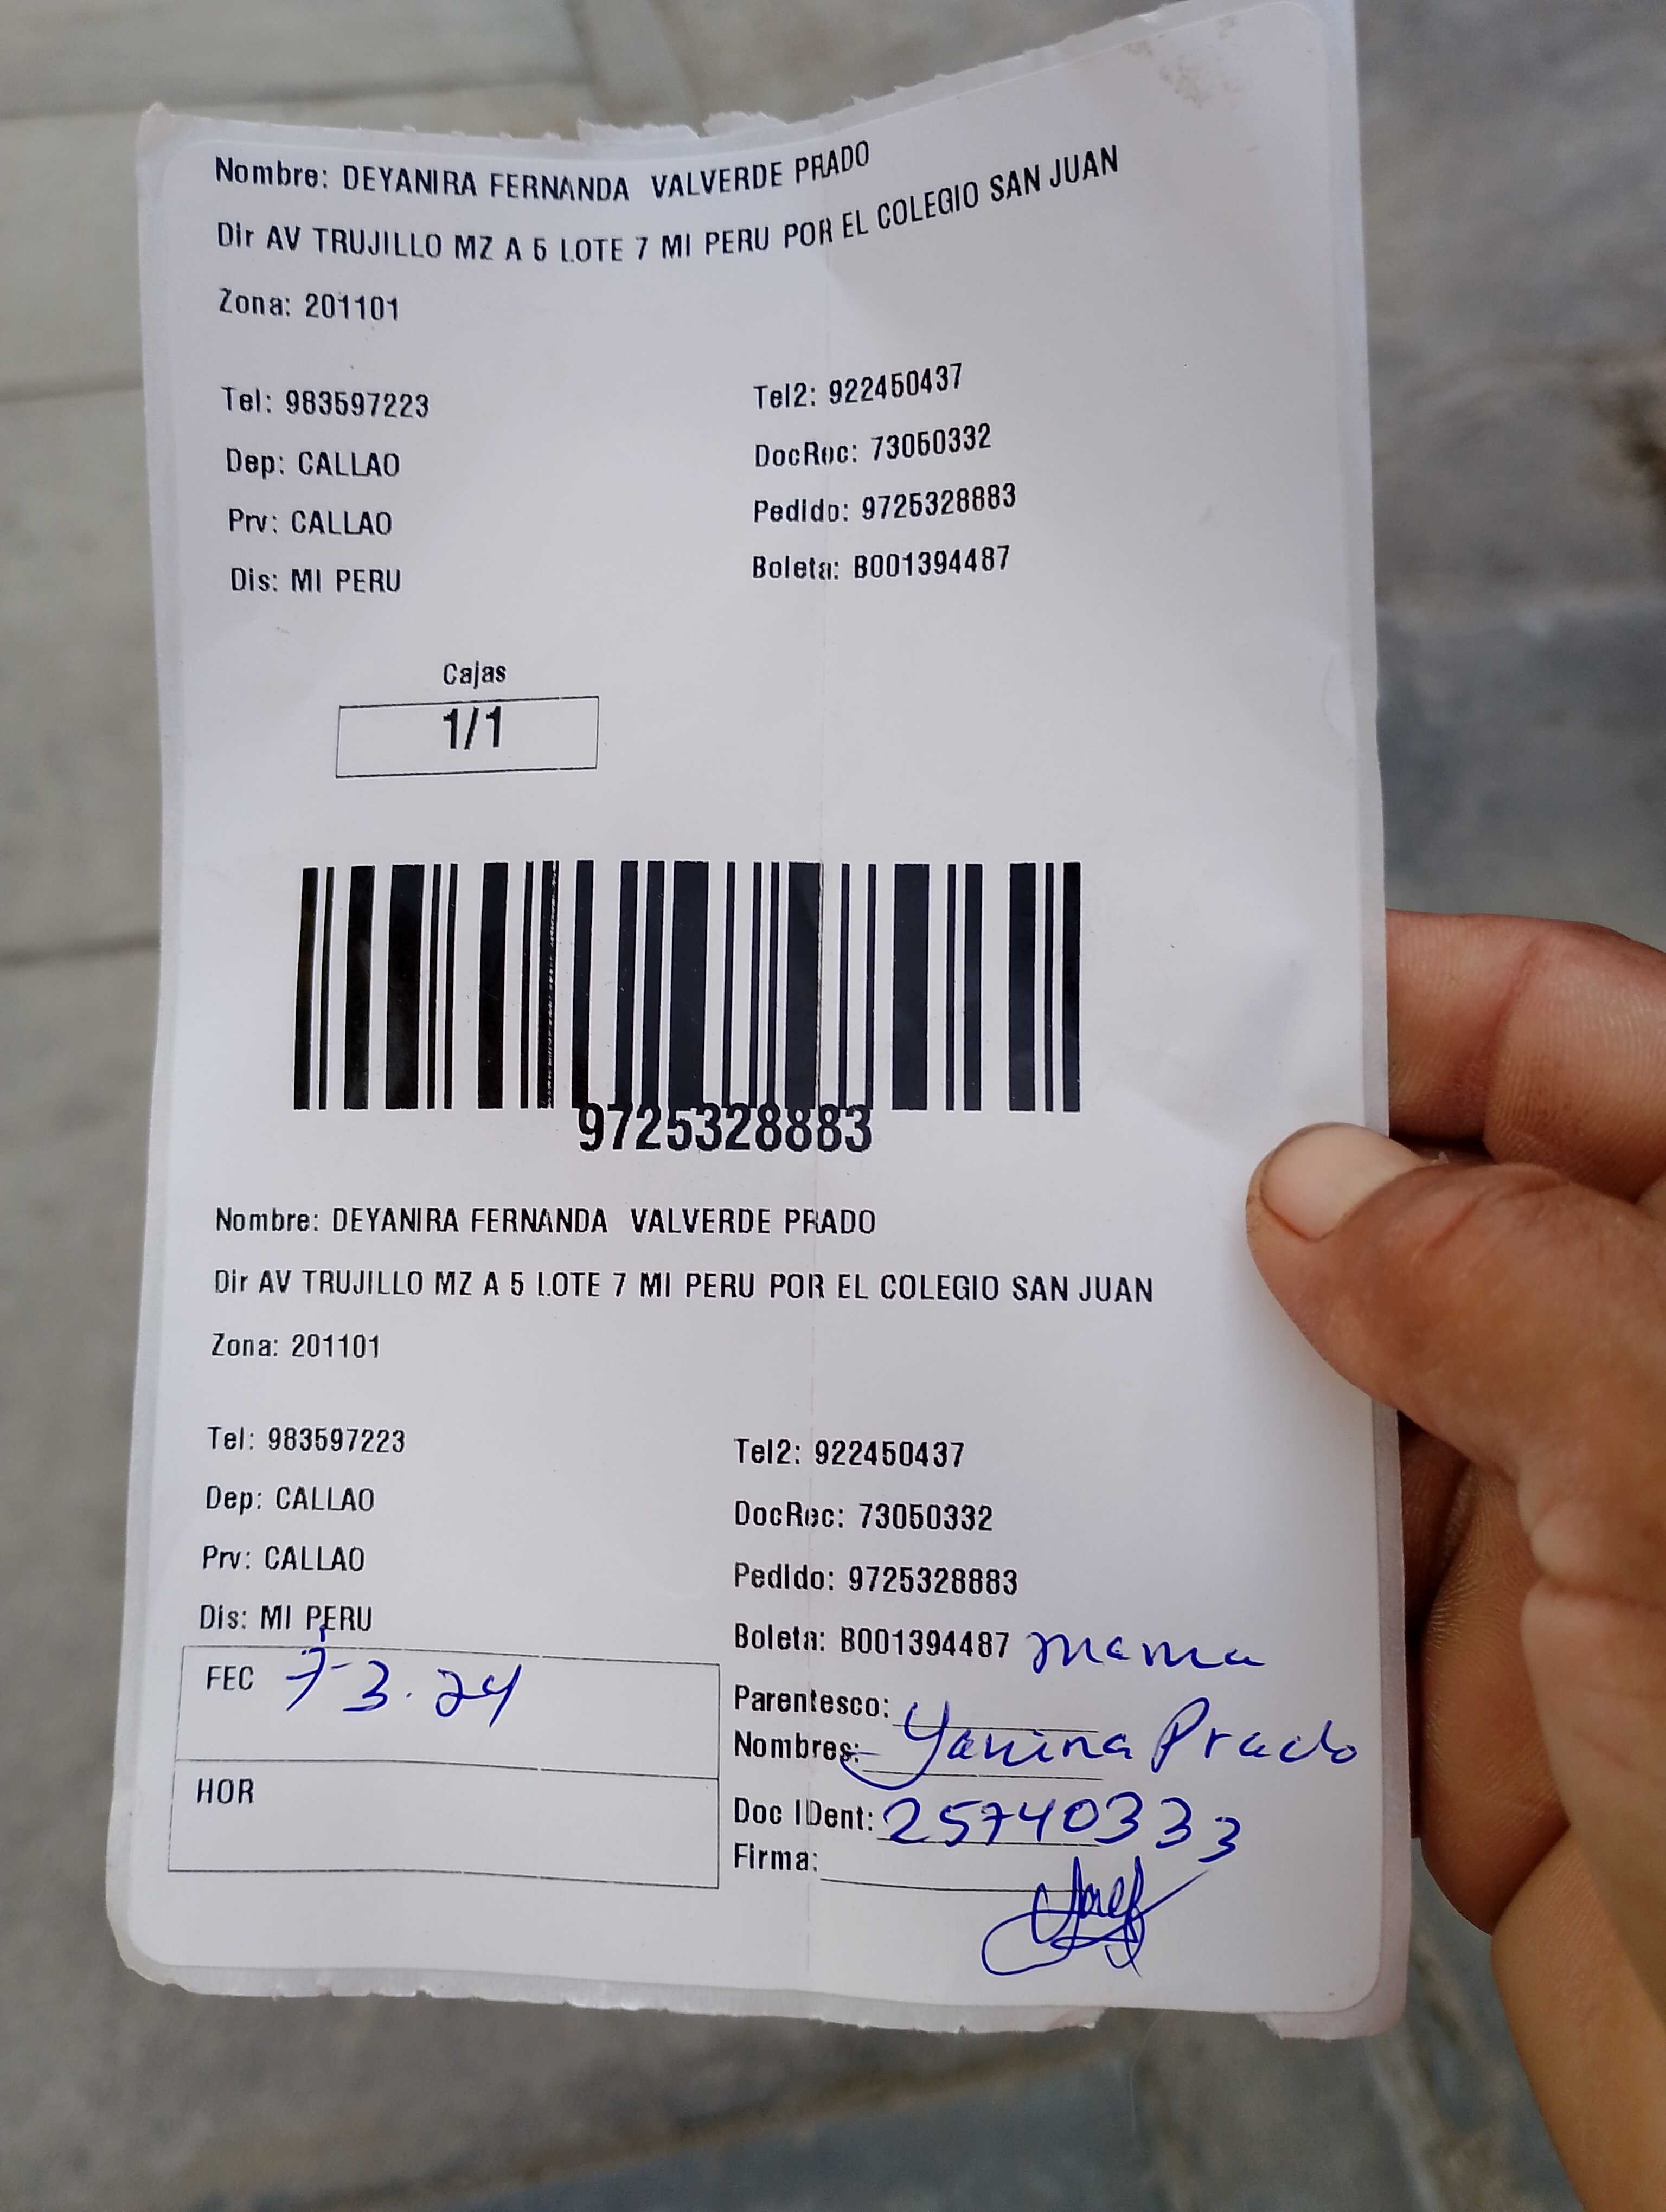 Nombre: DEYANIRA FERNANDA VALVERDE PRADO
Dir AV TRUJILLO MZ A 5 LOTE 7 MI PERU POR EL COLEGIO SAN JUAN
Zona: 201101
Tel: 983597223 Tel2: 922450437
Dep: CALLAO DocRec: 73050332
Prv: CALLAO Pedido: 9725328883
Dis: MI PERU Boleta: B001394487
Cajas
1/1
9725328883
Nombre: DEYANIRA FERNANDA VALVERDE PRADO
Dir AV TRUJILLO MZ A 5 LOTE 7 MI PERU POR EL COLEGIO SAN JUAN
Zona: 201101
Tel: 983597223 Tel2: 922450437
Dep: CALLAO DocRec: 73050332
Prv: CALLAO Pedido: 9725328883
Dis: MI PERU Boleta: B001394487 mama
FEC 7-3.24 Parentesco:
Nombres: Yanina Prado
HOR Doc IDent: 25740333
Firma: